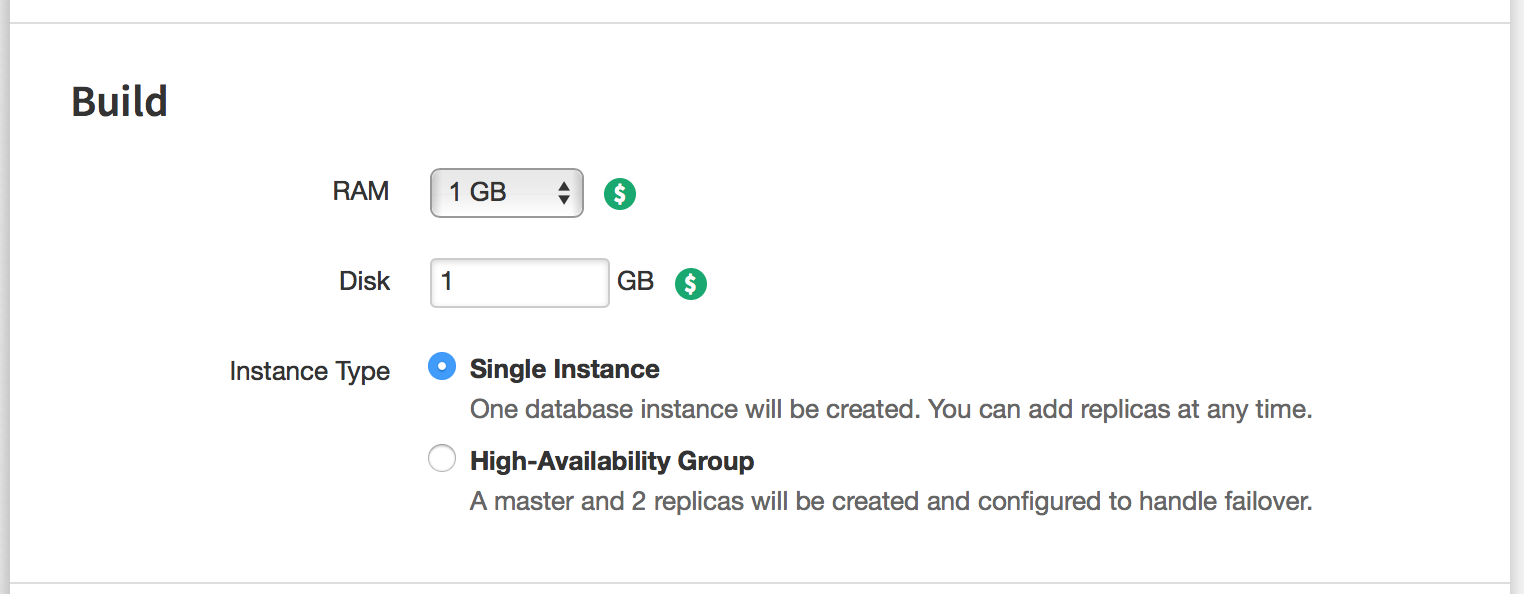 Build
RAM 1 GB $
Disk 1 GB $
Instance Type Single Instance
One database instance will be created. You can add replicas at any time.
High-Availability Group
A master and 2 replicas will be created and configured to handle failover.